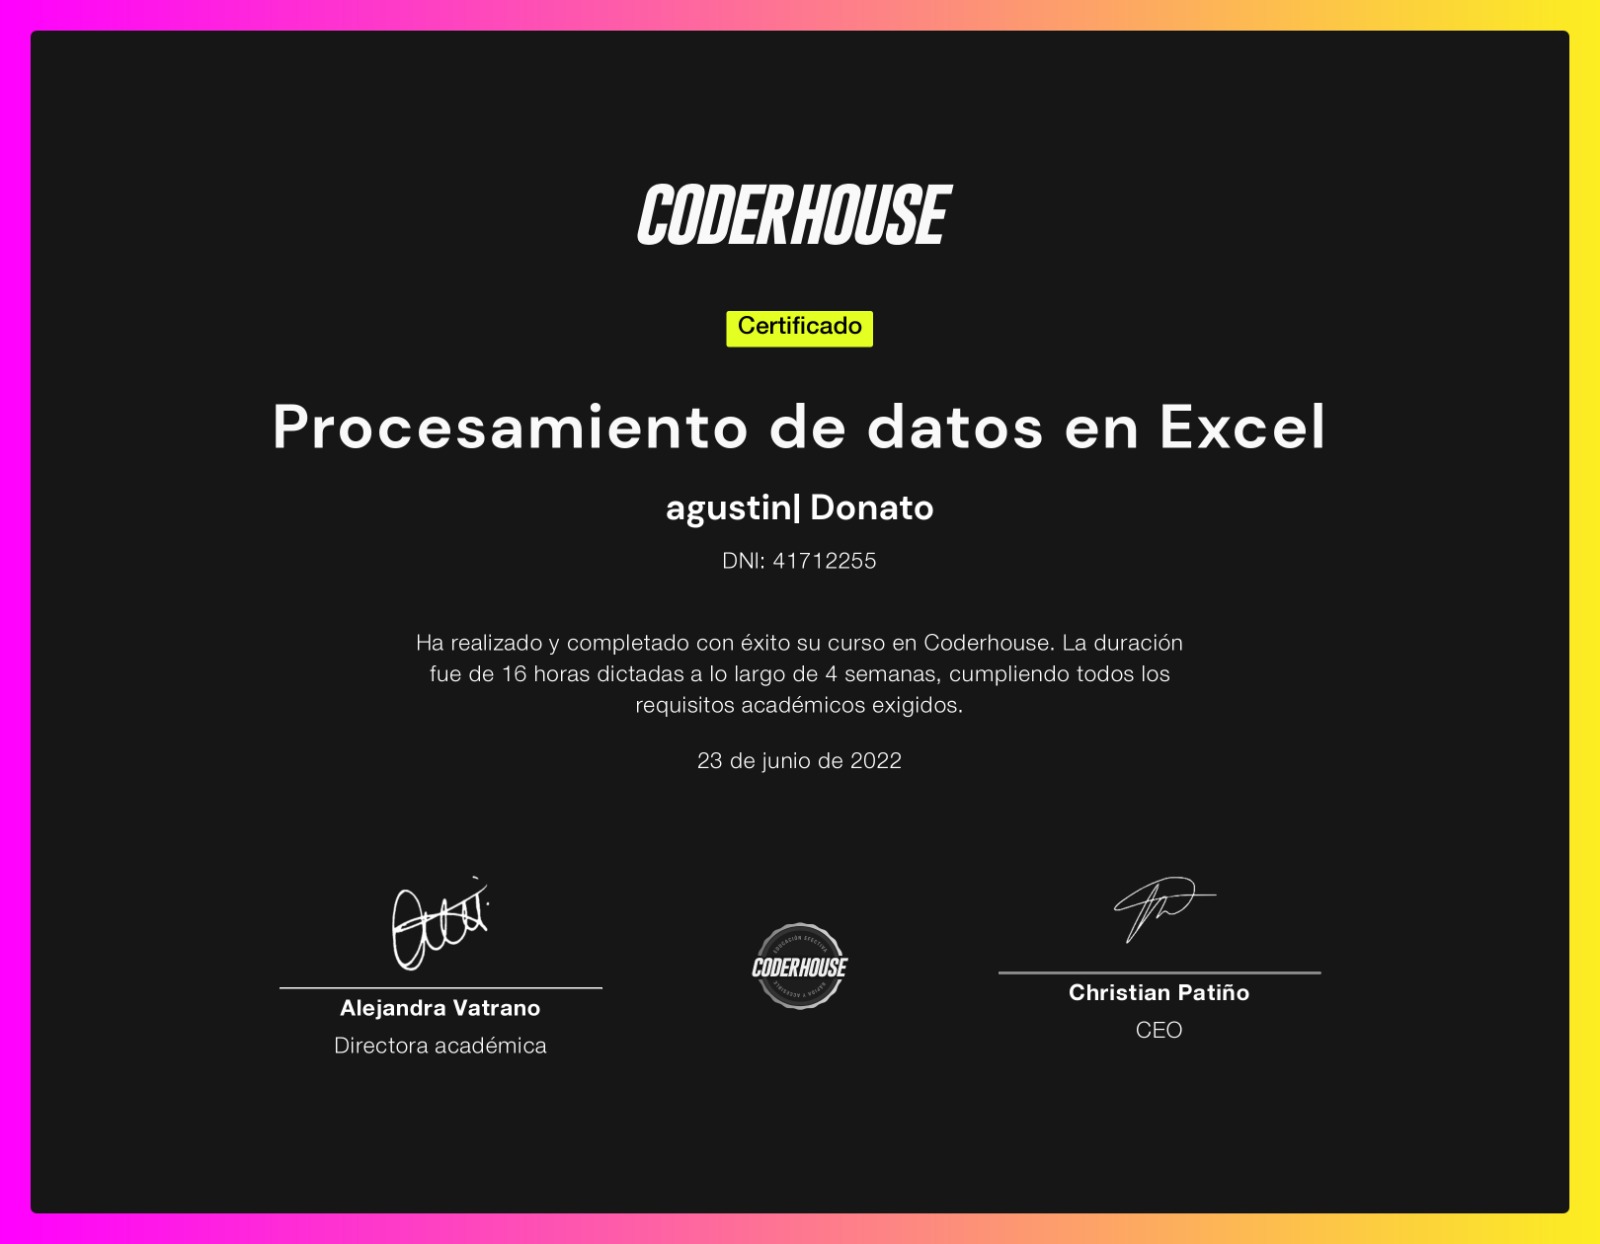 CODERHOUSE
Certificado
Procesamiento de datos en Excel
agustin| Donato
DNI: 41712255
Ha realizado y completado con éxito su curso en Coderhouse. La duración
fue de 16 horas dictadas a lo largo de 4 semanas, cumpliendo todos los
requisitos académicos exigidos.
23 de junio de 2022
Alejandra Vatrano
Directora académica
EDUCACIÓN EFECTIVA
CODERHOUSE
RÁPIDA Y ACCESIBLE
Christian Patiño
CEO